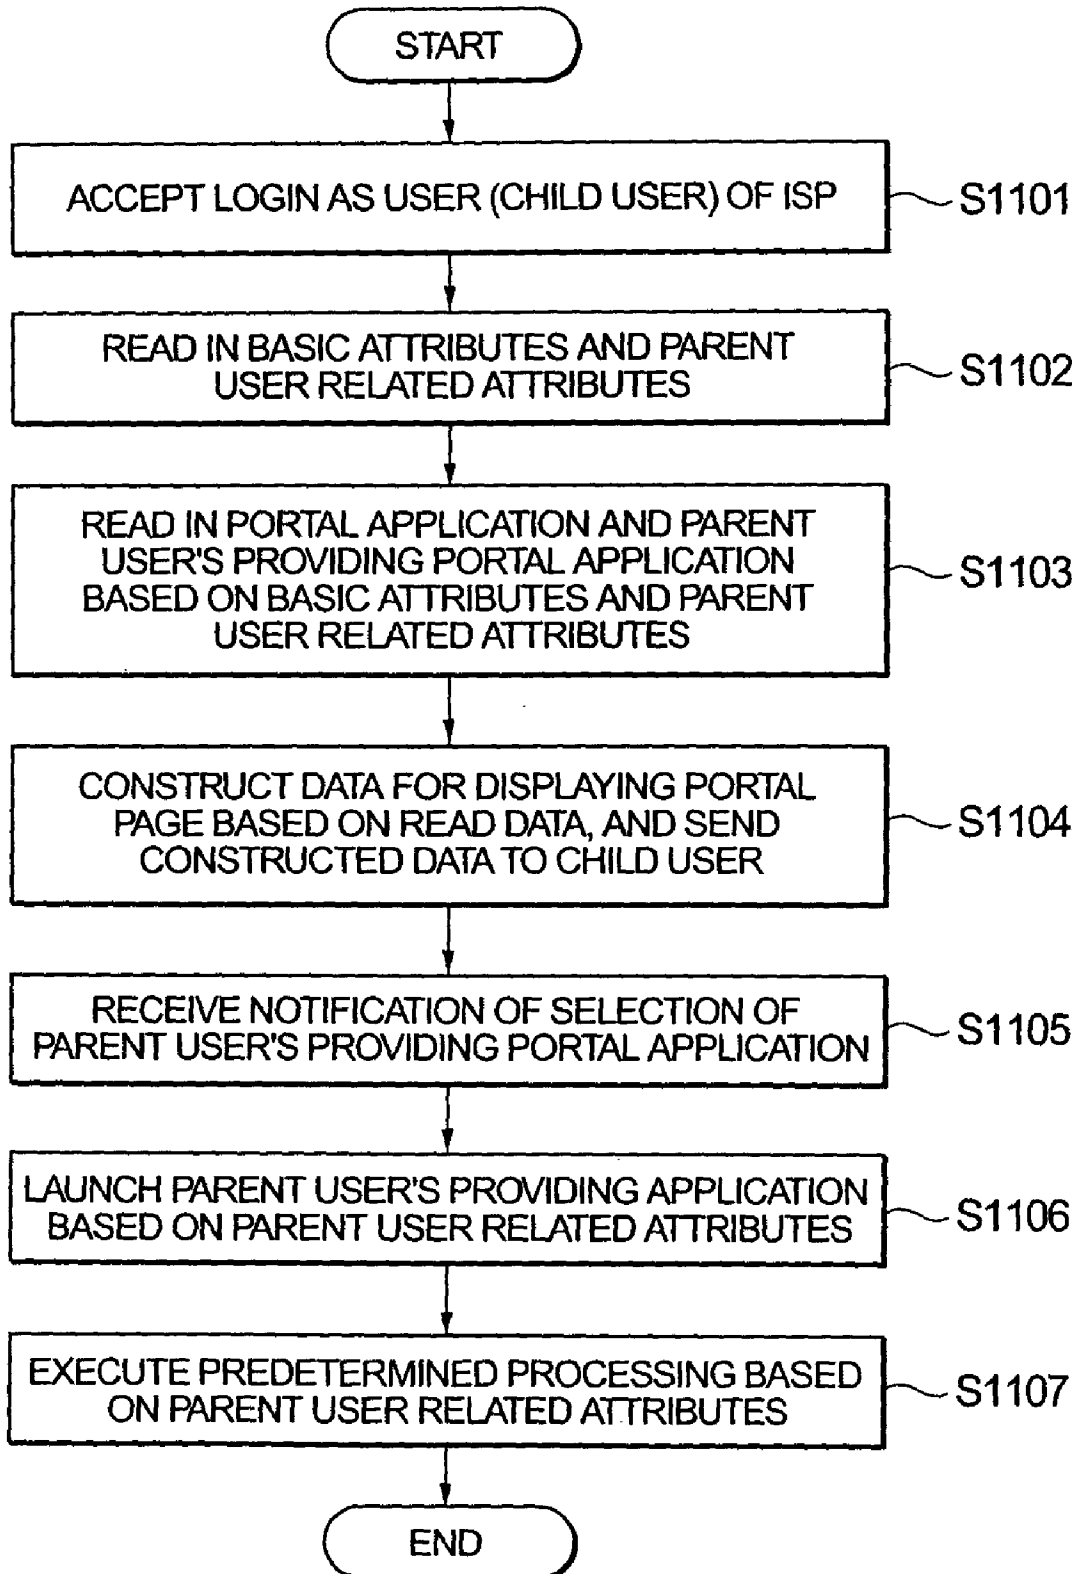 START
ACCEPT LOGIN AS USER (CHILD USER) OF ISP
S1101
READ IN BASIC ATTRIBUTES AND PARENT
USER RELATED ATTRIBUTES
S1102
READ IN PORTAL APPLICATION AND PARENT
USER'S PROVIDING PORTAL APPLICATION
BASED ON BASIC ATTRIBUTES AND PARENT
USER RELATED ATTRIBUTES
S1103
CONSTRUCT DATA FOR DISPLAYING PORTAL
PAGE BASED ON READ DATA, AND SEND
CONSTRUCTED DATA TO CHILD USER
S1104
RECEIVE NOTIFICATION OF SELECTION OF
PARENT USER'S PROVIDING PORTAL APPLICATION
S1105
LAUNCH PARENT USER'S PROVIDING APPLICATION
BASED ON PARENT USER RELATED ATTRIBUTES
S1106
EXECUTE PREDETERMINED PROCESSING BASED
ON PARENT USER RELATED ATTRIBUTES
S1107
END